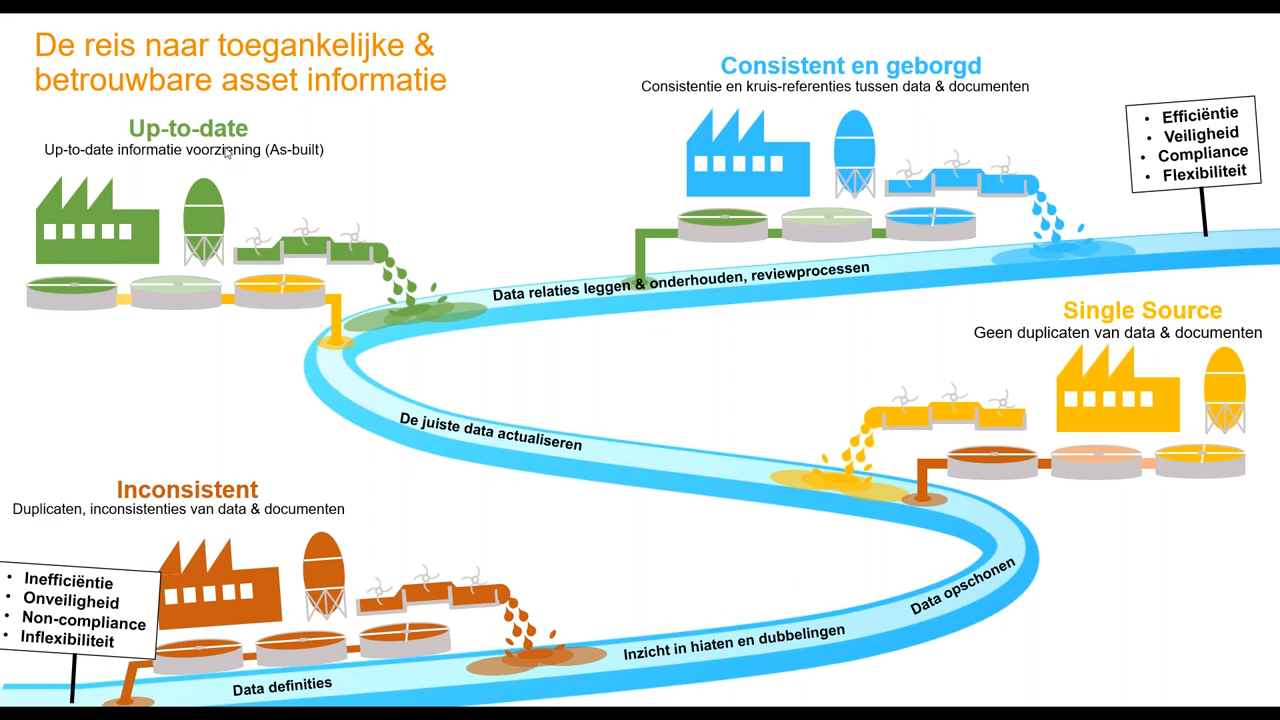 De reis naar toegankelijke &
betrouwbare asset informatie
Up-to-date
Up-to-date informatie voorziening (As-built)
Consistent en geborgd
Consistentie en kruis-referenties tussen data & documenten
• Efficiëntie
• Veiligheid
• Compliance
• Flexibiliteit
Data relaties leggen & onderhouden, reviewprocessen
Single Source
Geen duplicaten van data & documenten
De juiste data actualiseren
Inconsistent
Duplicaten, inconsistenties van data & documenten
• Inefficiëntie
• Onveiligheid
• Non-compliance
• Inflexibiliteit
Data opschonen
Inzicht in hiaten en dubbelingen
Data definities